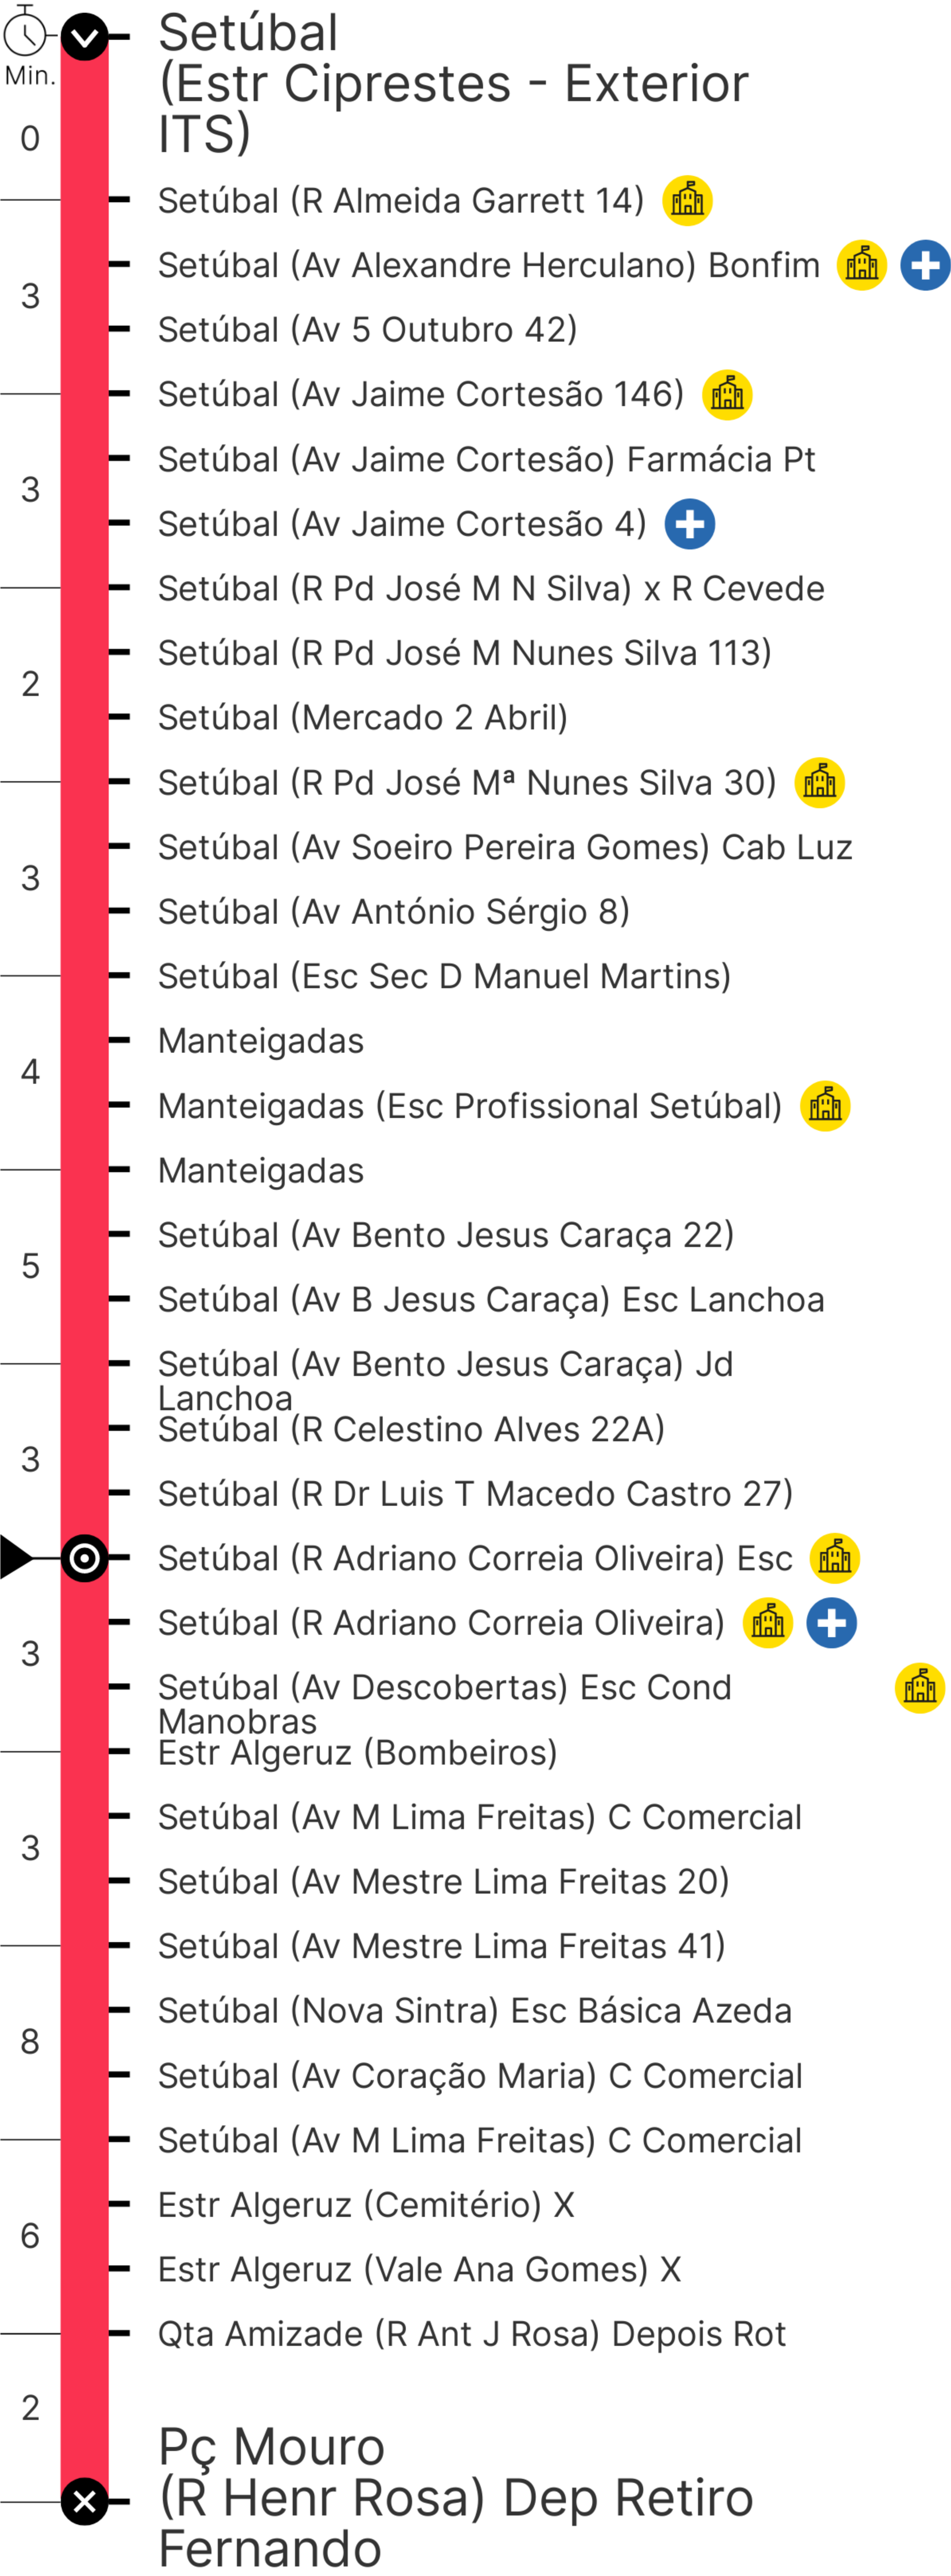 Setúbal
(Estr Ciprestes - Exterior
ITS)
Min.
0
Setúbal (R Almeida Garrett 14)
Setúbal (Av Alexandre Herculano) Bonfim
3
Setúbal (Av 5 Outubro 42)
Setúbal (Av Jaime Cortesão 146)
Setúbal (Av Jaime Cortesão) Farmácia Pt
3
Setúbal (Av Jaime Cortesão 4)
Setúbal (R Pd José M N Silva) x R Cevede
Setúbal (R Pd José M Nunes Silva 113)
2
Setúbal (Mercado 2 Abril)
Setúbal (R Pd José Mª Nunes Silva 30)
Setúbal (Av Soeiro Pereira Gomes) Cab Luz
3
Setúbal (Av António Sérgio 8)
Setúbal (Esc Sec D Manuel Martins)
Manteigadas
4
Manteigadas (Esc Profissional Setúbal)
Manteigadas
Setúbal (Av Bento Jesus Caraça 22)
5
Setúbal (Av B Jesus Caraça) Esc Lanchoa
Setúbal (Av Bento Jesus Caraça) Jd
Lanchoa
Setúbal (R Celestino Alves 22A)
3
Setúbal (R Dr Luis T Macedo Castro 27)
Setúbal (R Adriano Correia Oliveira) Esc
Setúbal (R Adriano Correia Oliveira)
3
Setúbal (Av Descobertas) Esc Cond
Manobras
Estr Algeruz (Bombeiros)
Setúbal (Av M Lima Freitas) C Comercial
3
Setúbal (Av Mestre Lima Freitas 20)
Setúbal (Av Mestre Lima Freitas 41)
Setúbal (Nova Sintra) Esc Básica Azeda
8
Setúbal (Av Coração Maria) C Comercial
Setúbal (Av M Lima Freitas) C Comercial
Estr Algeruz (Cemitério) X
6
Estr Algeruz (Vale Ana Gomes) X
Qta Amizade (R Ant J Rosa) Depois Rot
2
Pç Mouro
(R Henr Rosa) Dep Retiro
Fernando